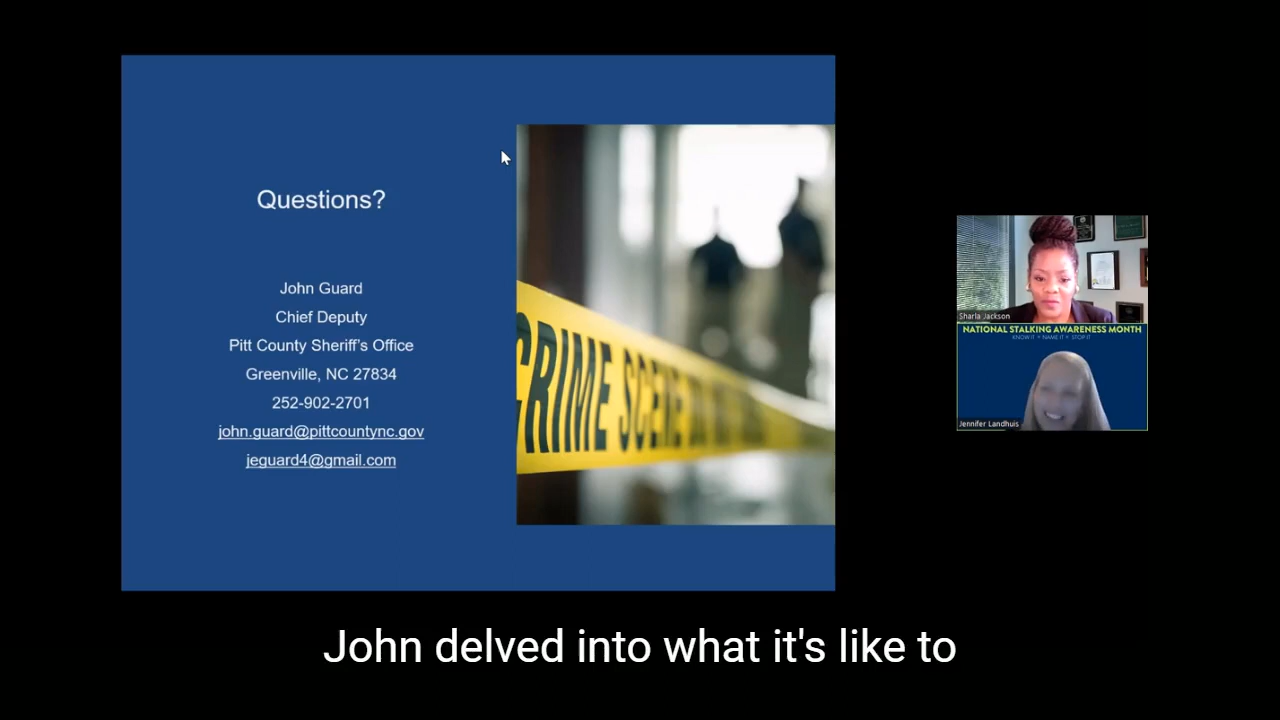 Questions?
John Guard
Chief Deputy
Pitt County Sheriff's Office
Greenville, NC 27834
252-902-2701
john.guard@pittcountync.gov
jeguard4@gmail.com
CRIME SCENE
Sharla Jackson
NATIONAL STALKING AWARENESS MONTH
KNOW IT NAME IT STOP IT
Jennifer Landhuis
John delved into what it's like to